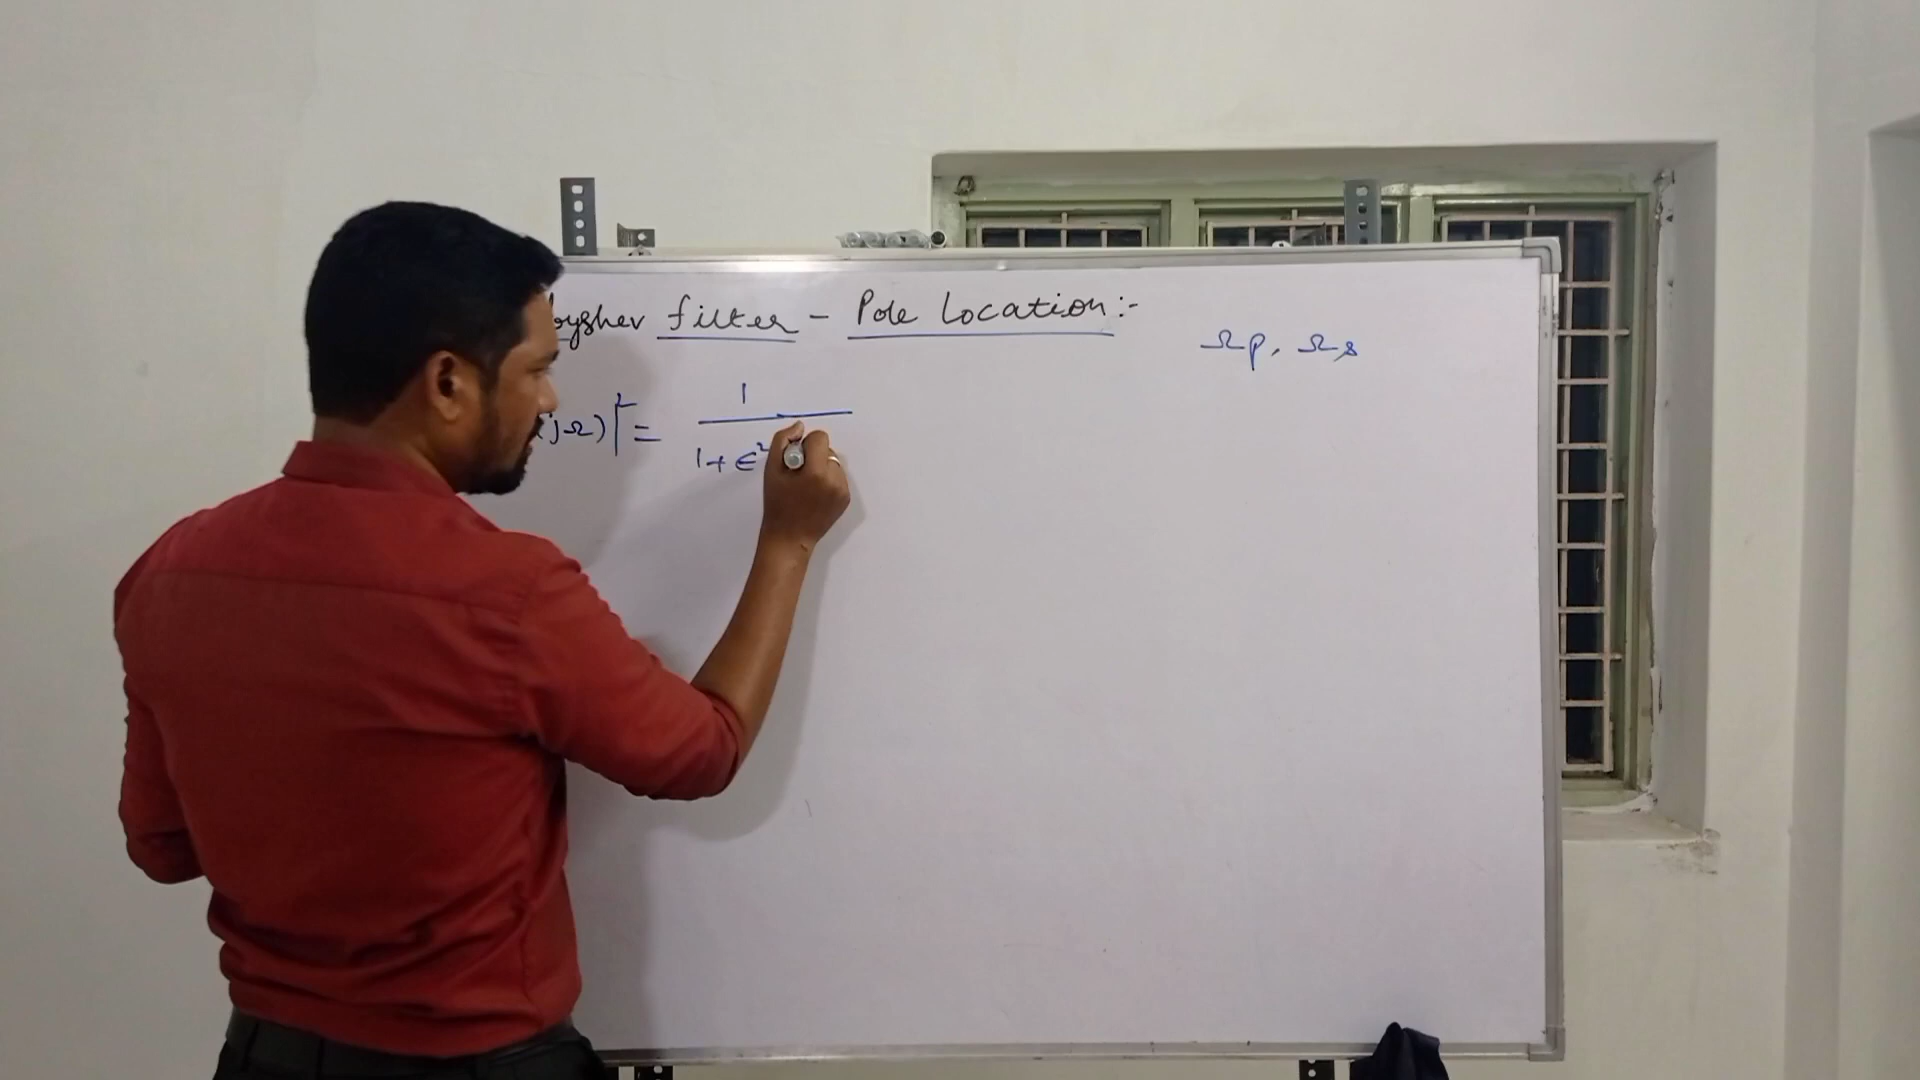 byshev filter - Pole Location:-
Ωp, Ωs
(jΩ)|² = 1 / 1+ϵ²